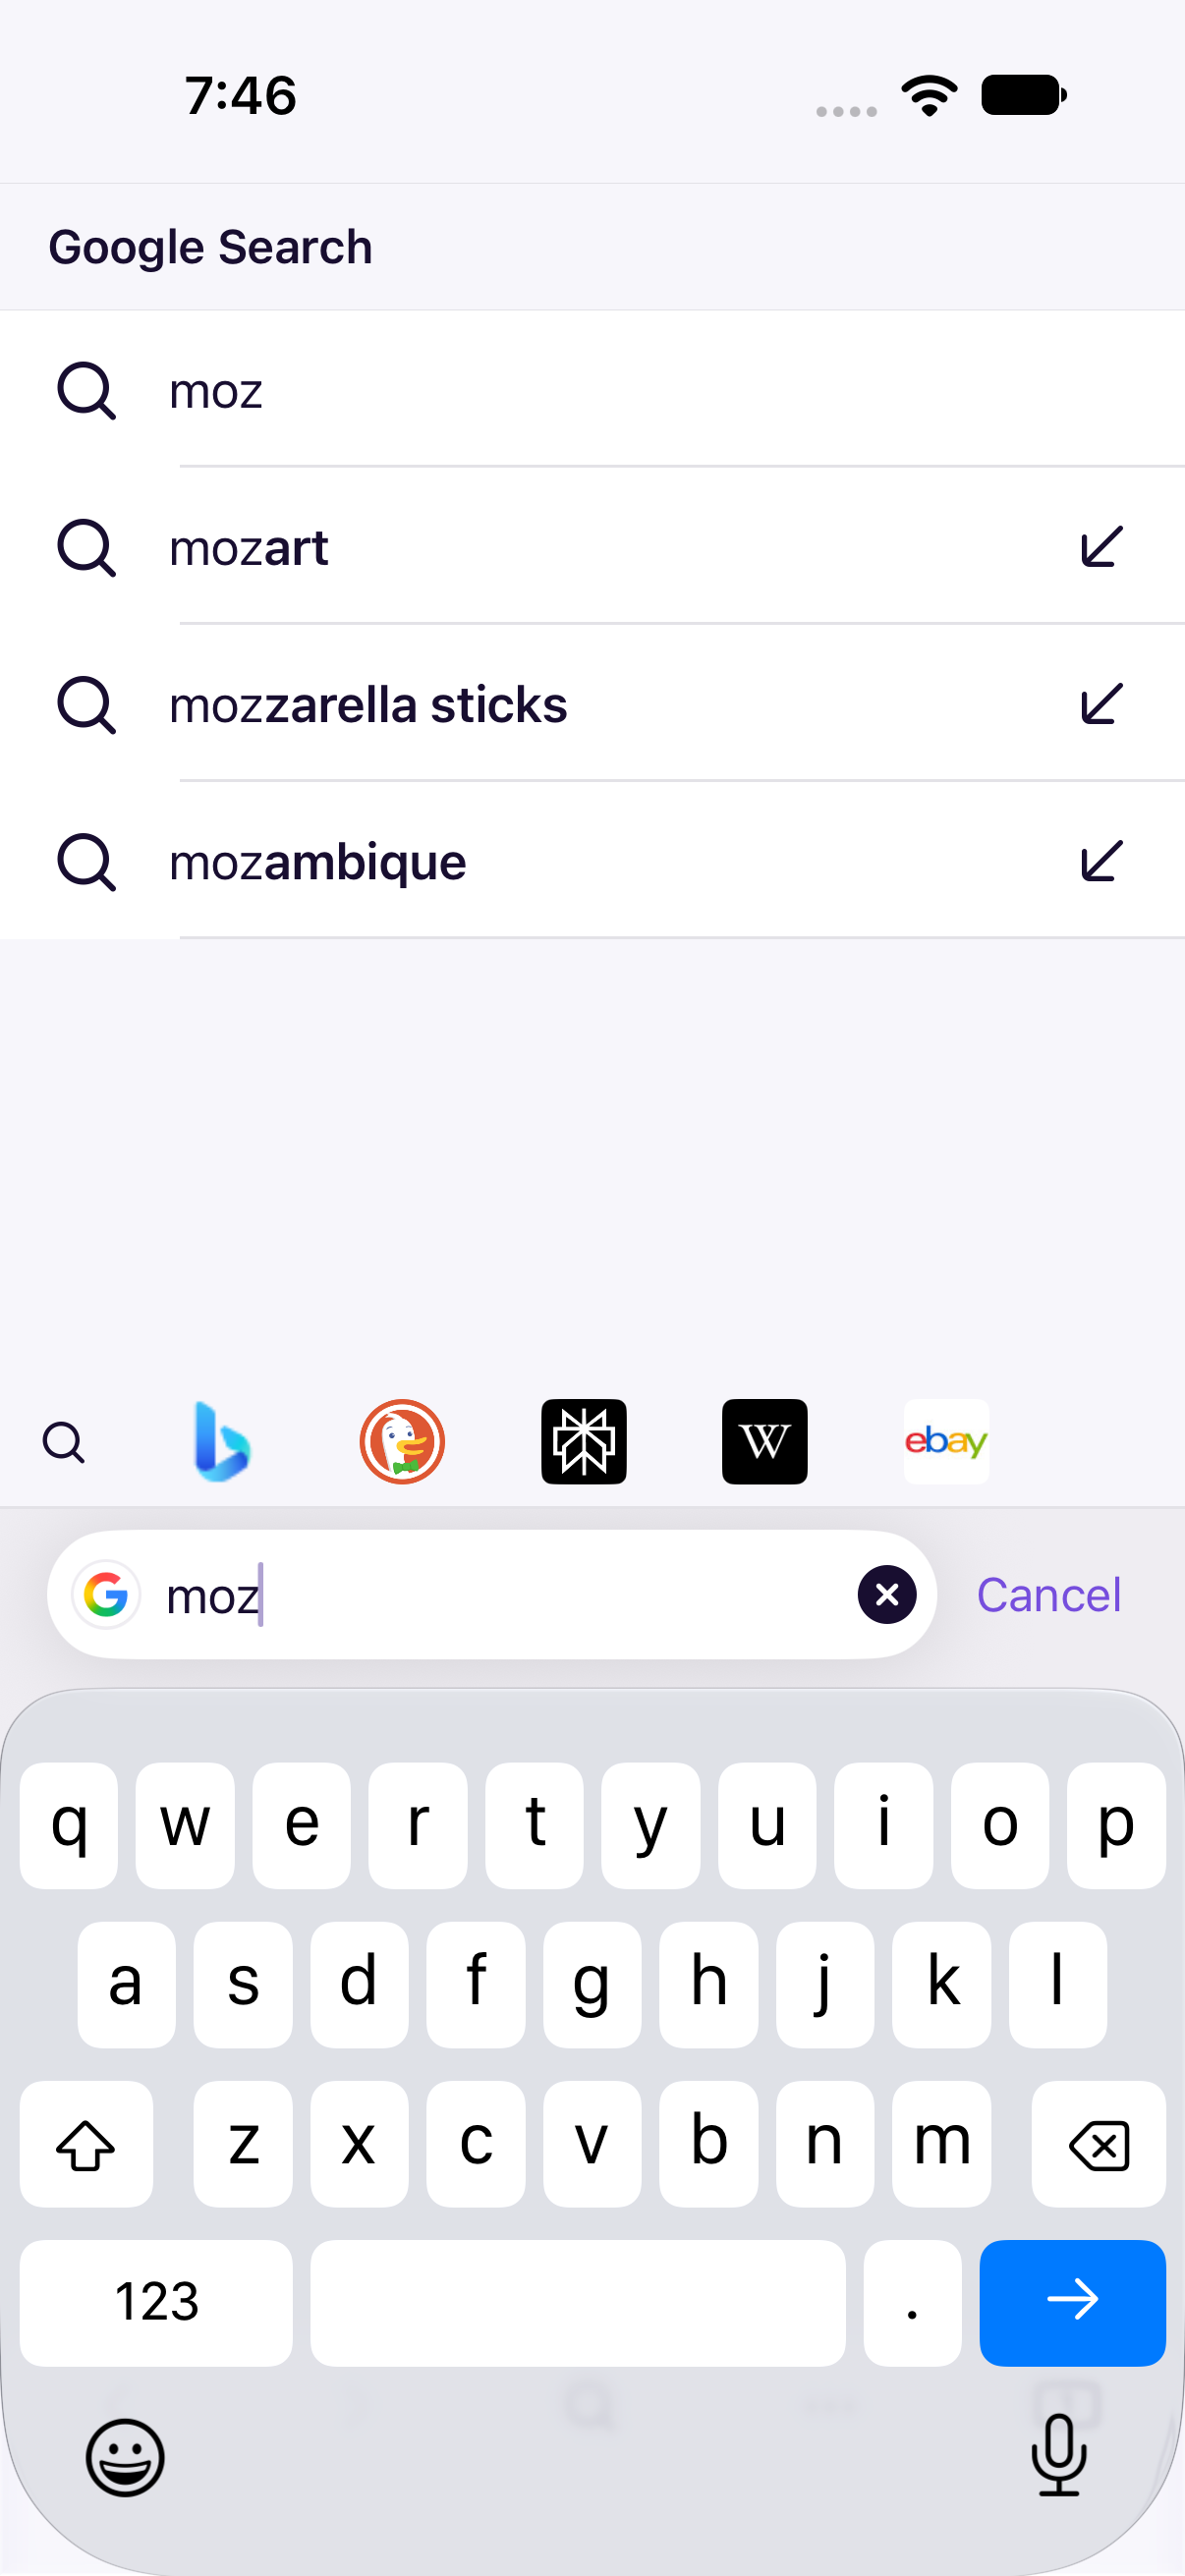 7:46
Google Search
moz
mozart
mozzarella sticks
mozambique
W
ebay
moz
Cancel
q w e r t y u i o p
a s d f g h j k l
z x c v b n m
123 .